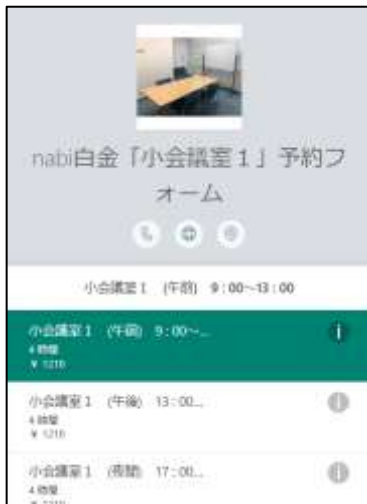 nabi白金「小会議室１」予約フ
ォーム
小会議室１ (午前) 9:00～13:00
小会議室１ (午前) 9:00～...
4 時間
¥ 1210
小会議室１ (午後) 13:00...
4 時間
¥ 1210
小会議室１ (夜間) 17:00...
4 時間